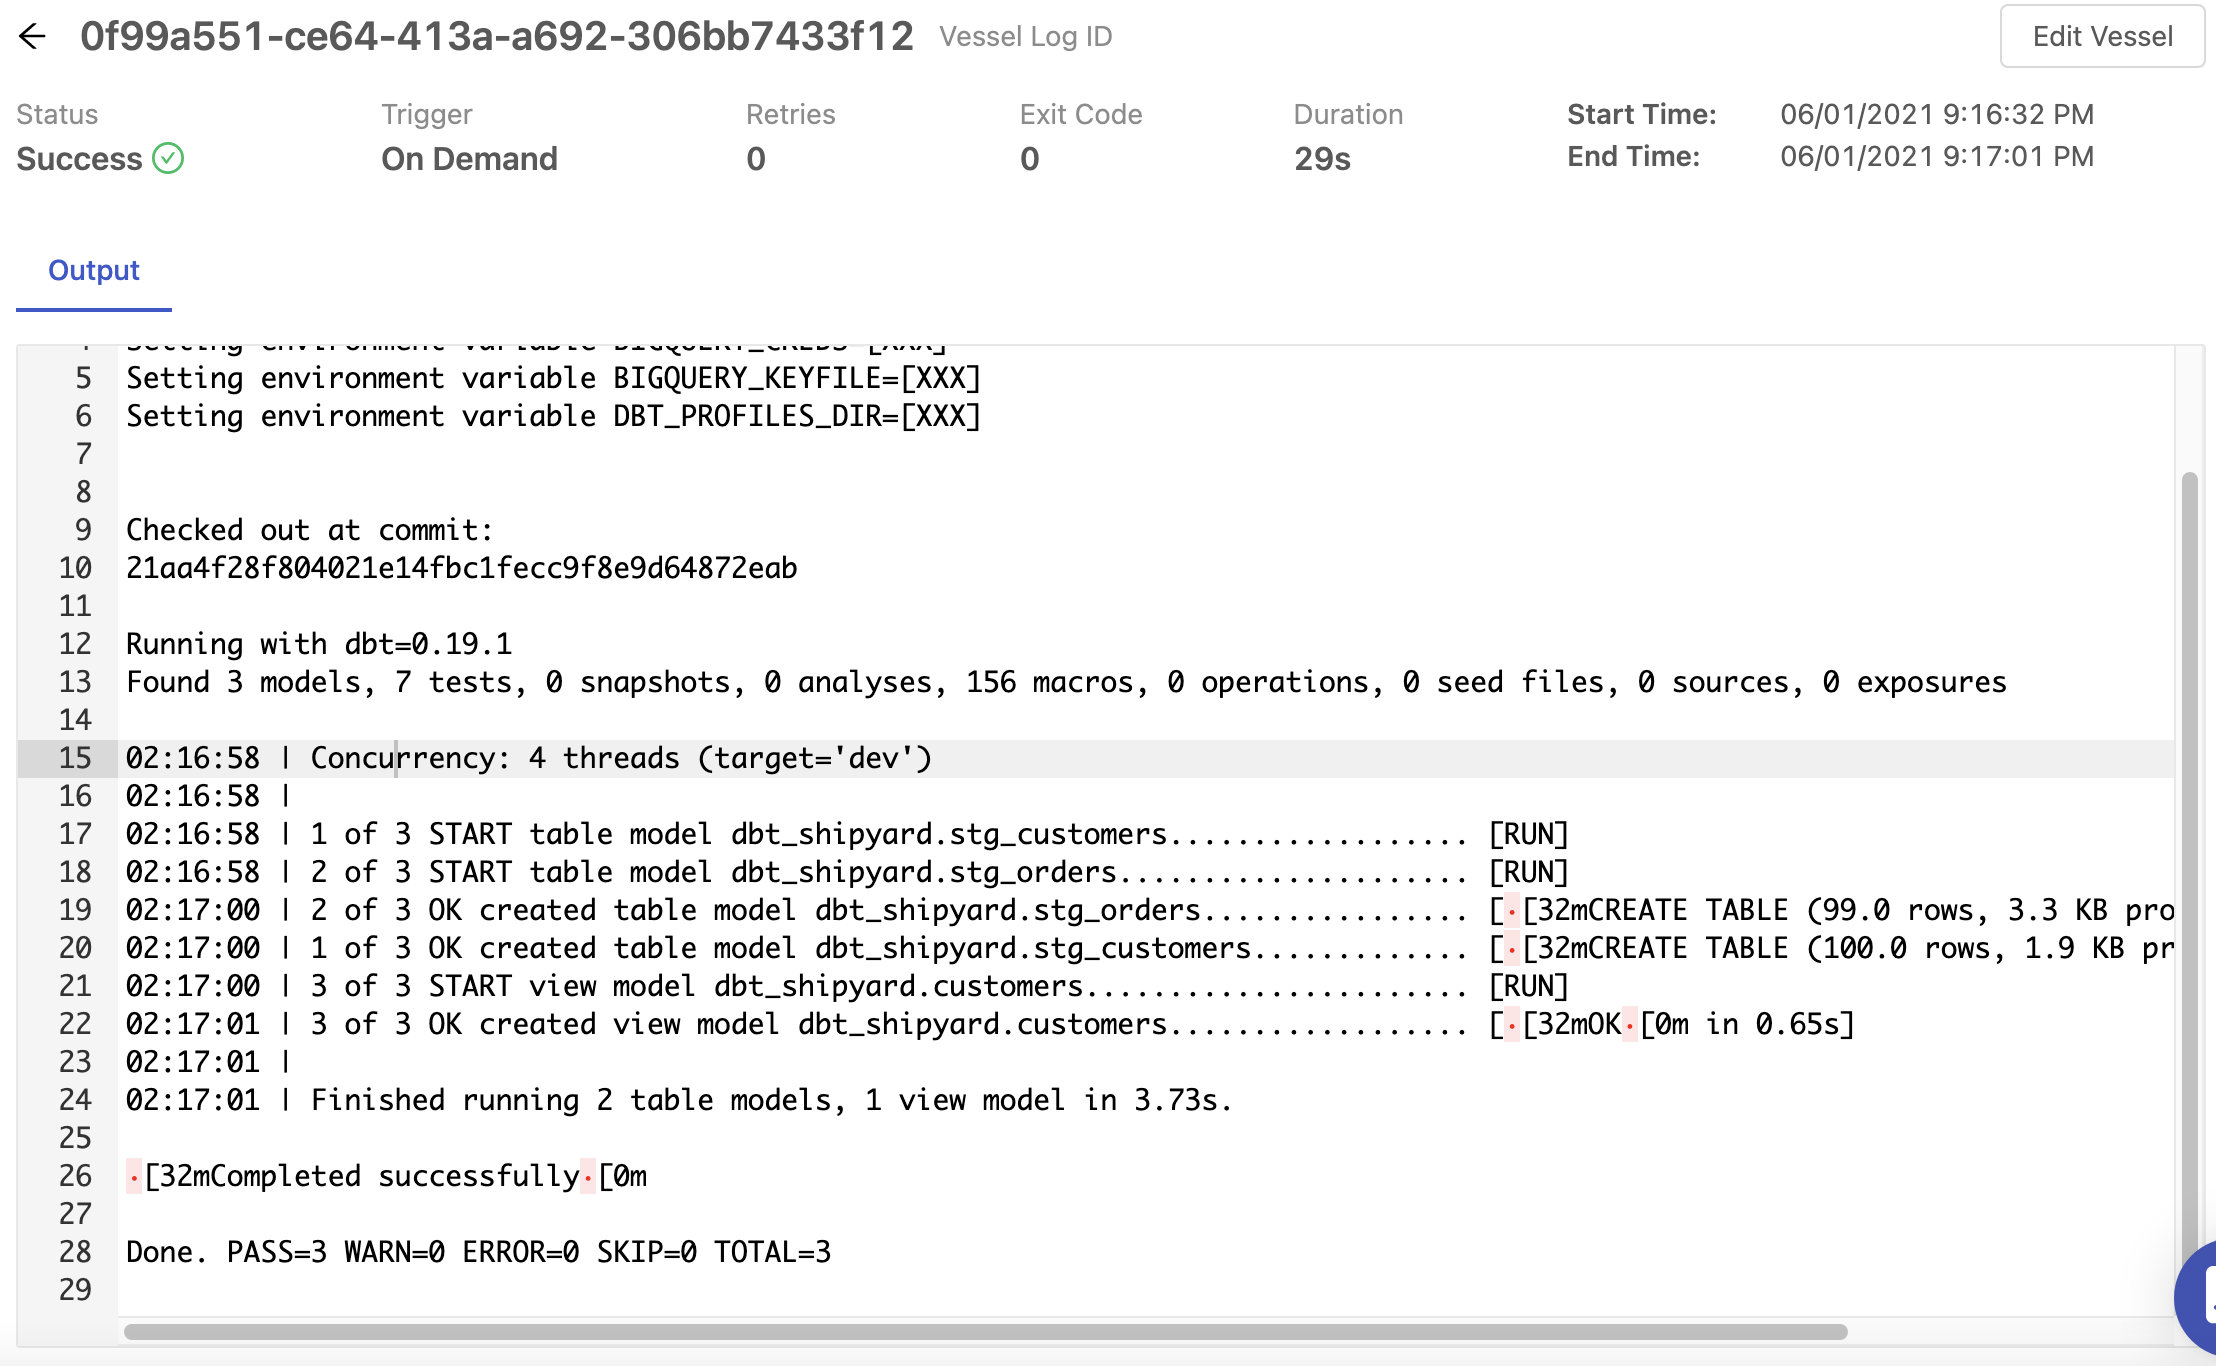 0f99a551-ce64-413a-a692-306bb7433f12 Vessel Log ID
Edit Vessel
Status Trigger Retries Exit Code Duration Start Time: 06/01/2021 9:16:32 PM
Success On Demand 0 0 29s End Time: 06/01/2021 9:17:01 PM
Output
Setting environment variable BIGQUERY_CREDS=[XXX]
5 Setting environment variable BIGQUERY_KEYFILE=[XXX]
6 Setting environment variable DBT_PROFILES_DIR=[XXX]
7
8
9 Checked out at commit:
10 21aa4f28f804021e14fbc1fecc9f8e9d64872eab
11
12 Running with dbt=0.19.1
13 Found 3 models, 7 tests, 0 snapshots, 0 analyses, 156 macros, 0 operations, 0 seed files, 0 sources, 0 exposures
14
15 02:16:58 | Concurrency: 4 threads (target='dev')
16 02:16:58 |
17 02:16:58 | 1 of 3 START table model dbt_shipyard.stg_customers.................. [RUN]
18 02:16:58 | 2 of 3 START table model dbt_shipyard.stg_orders..................... [RUN]
19 02:17:00 | 2 of 3 OK created table model dbt_shipyard.stg_orders................ [·[32mCREATE TABLE (99.0 rows, 3.3 KB pro
20 02:17:00 | 1 of 3 OK created table model dbt_shipyard.stg_customers............. [·[32mCREATE TABLE (100.0 rows, 1.9 KB pr
21 02:17:00 | 3 of 3 START view model dbt_shipyard.customers....................... [RUN]
22 02:17:01 | 3 of 3 OK created view model dbt_shipyard.customers.................. [·[32mOK·[0m in 0.65s]
23 02:17:01 |
24 02:17:01 | Finished running 2 table models, 1 view model in 3.73s.
25
26 ·[32mCompleted successfully·[0m
27
28 Done. PASS=3 WARN=0 ERROR=0 SKIP=0 TOTAL=3
29